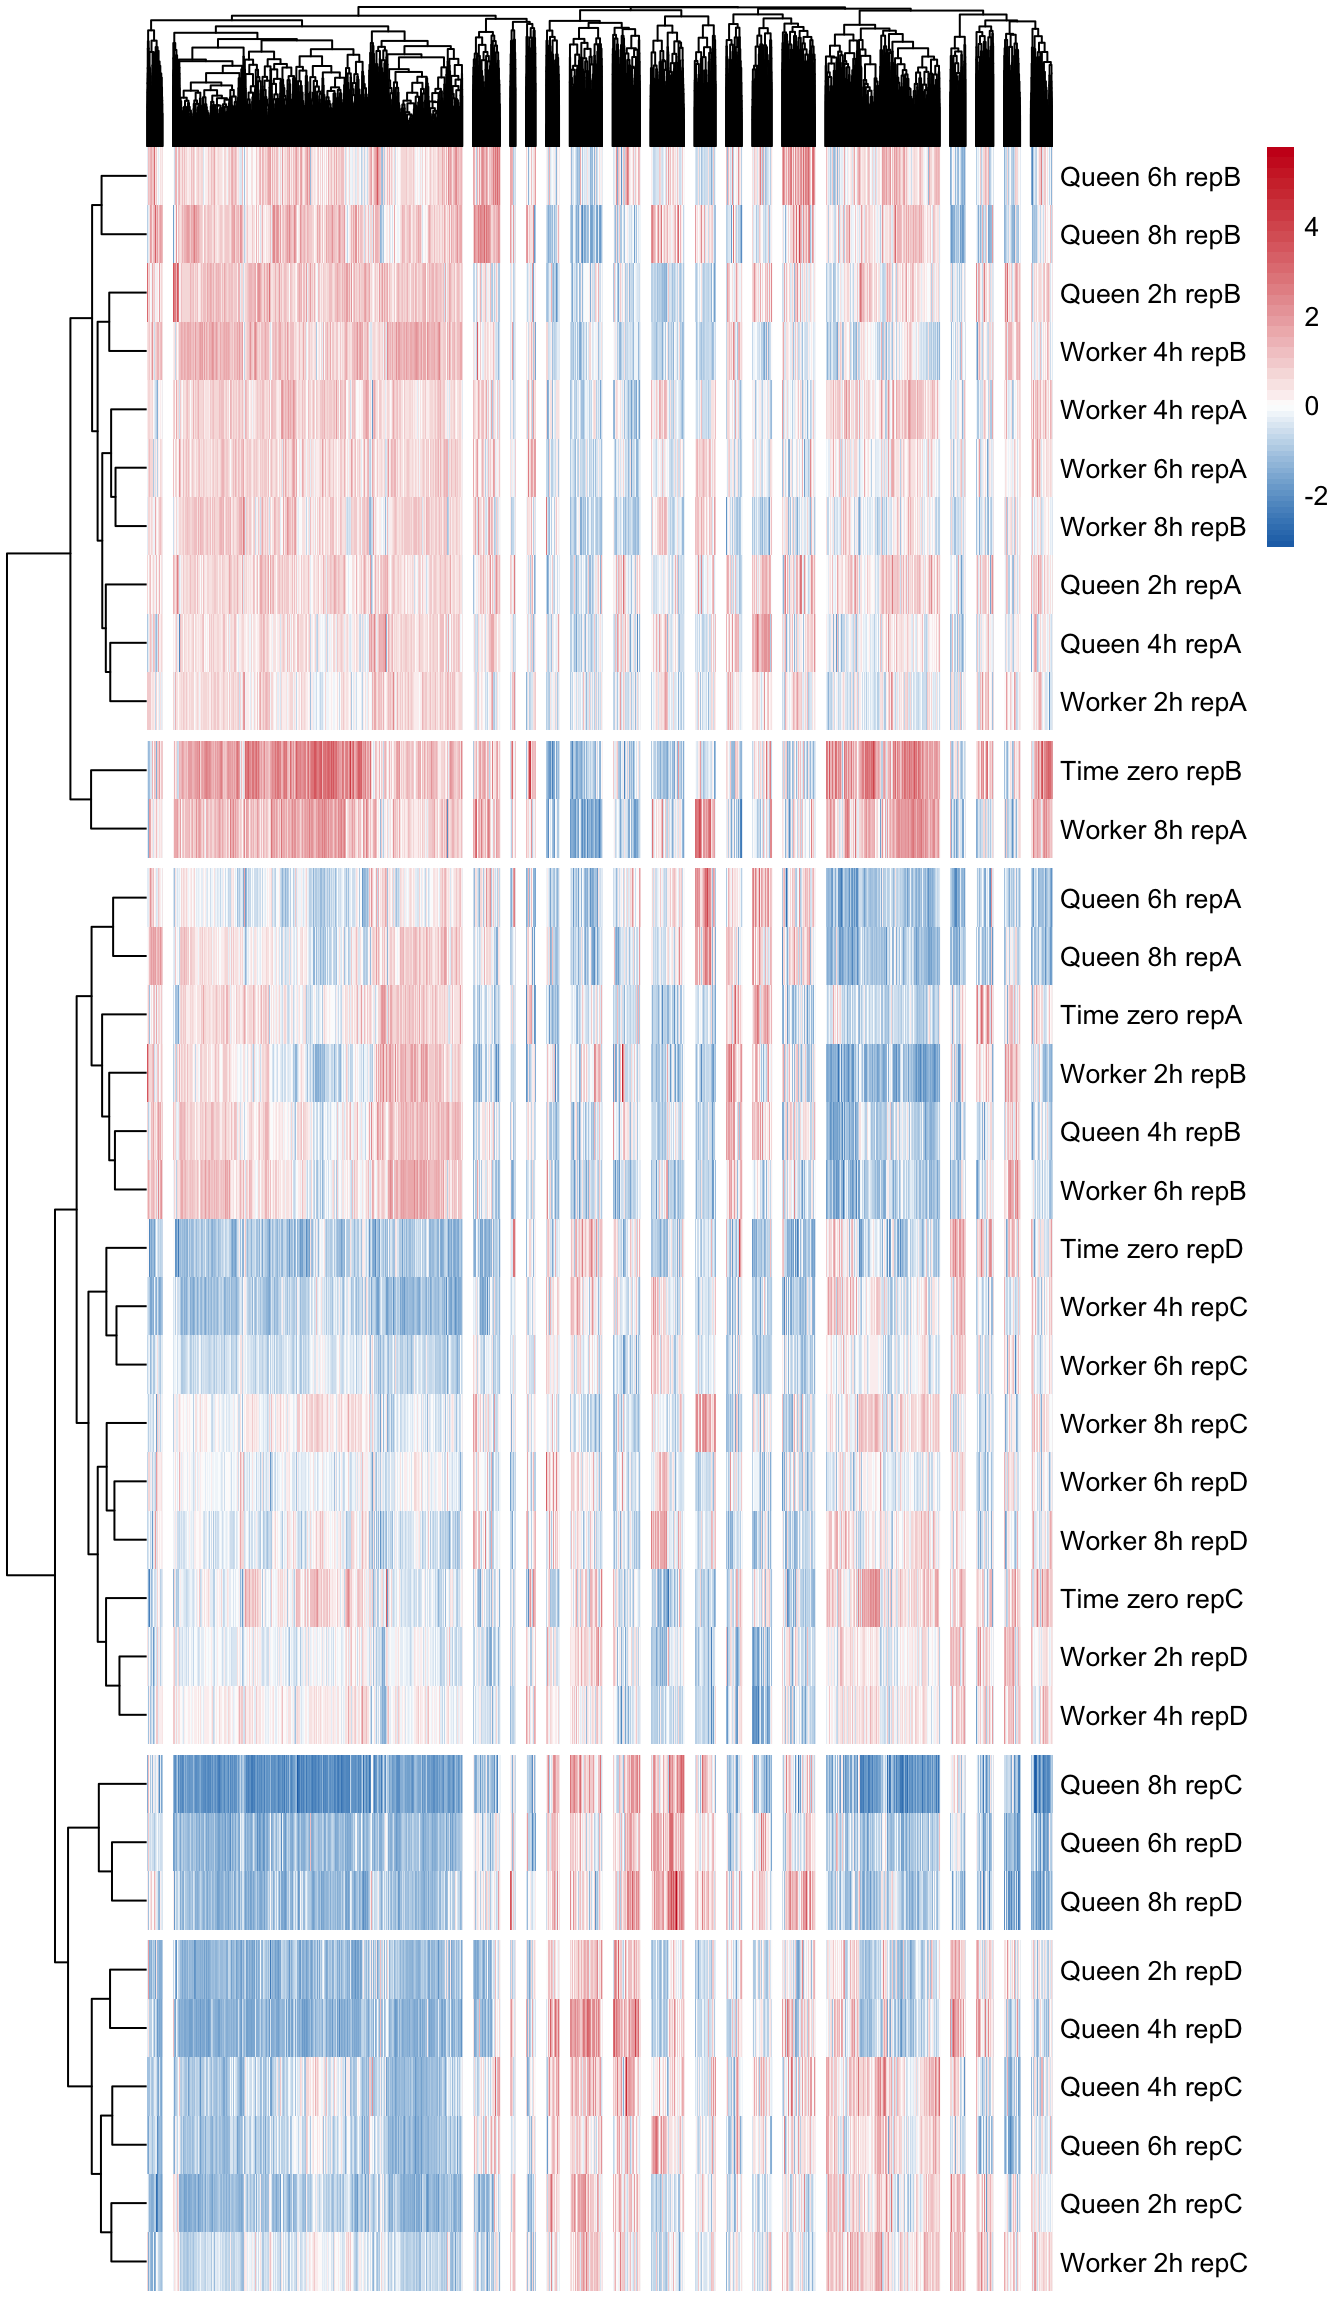 Queen 6h repB
Queen 8h repB
Queen 2h repB
Worker 4h repB
Worker 4h repA
Worker 6h repA
Worker 8h repB
Queen 2h repA
Queen 4h repA
Worker 2h repA
Time zero repB
Worker 8h repA
Queen 6h repA
Queen 8h repA
Time zero repA
Worker 2h repB
Queen 4h repB
Worker 6h repB
Time zero repD
Worker 4h repC
Worker 6h repC
Worker 8h repC
Worker 6h repD
Worker 8h repD
Time zero repC
Worker 2h repD
Worker 4h repD
Queen 8h repC
Queen 6h repD
Queen 8h repD
Queen 2h repD
Queen 4h repD
Queen 4h repC
Queen 6h repC
Queen 2h repC
Worker 2h repC
4
2
0
-2